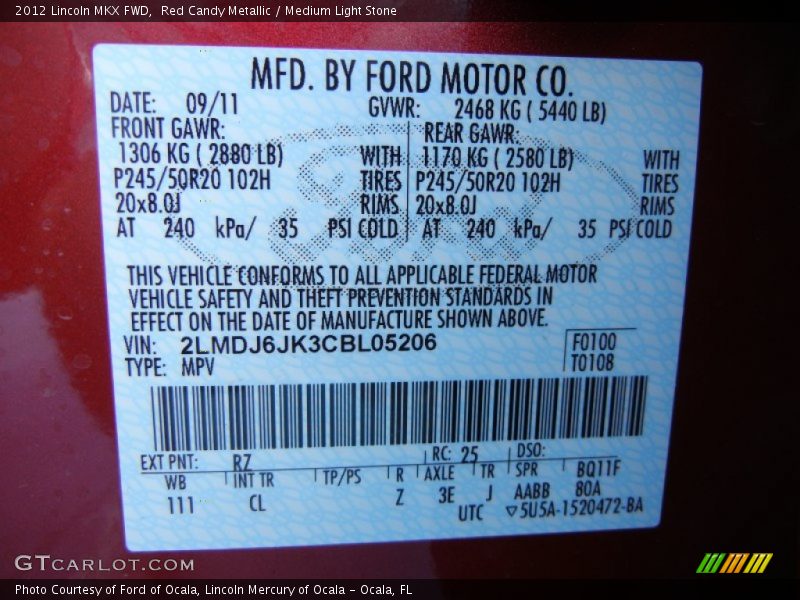 2012 Lincoln MKX FWD, Red Candy Metallic / Medium Light Stone
MFD. BY FORD MOTOR CO.
DATE: 09/11 GVWR: 2468 KG ( 5440 LB)
FRONT GAWR: REAR GAWR:
1306 KG ( 2880 LB) WITH 1170 KG ( 2580 LB) WITH
P245/50R20 102H TIRES P245/50R20 102H TIRES
20x8.0J RIMS 20x8.0J RIMS
AT 240 kPa/ 35 PSI COLD AT 240 kPa/ 35 PSI COLD
THIS VEHICLE CONFORMS TO ALL APPLICABLE FEDERAL MOTOR
VEHICLE SAFETY AND THEFT PREVENTION STANDARDS IN
EFFECT ON THE DATE OF MANUFACTURE SHOWN ABOVE.
VIN: 2LMDJ6JK3CBL05206 F0100
TYPE: MPV T0108
EXT PNT: RZ RC: 25 DSO:
WB INT TR TP/PS R AXLE TR SPR BQ11F
111 CL Z 3E J AABB 80A
UTC ▽5U5A-1520472-BA
GTcarlot.com
Photo Courtesy of Ford of Ocala, Lincoln Mercury of Ocala - Ocala, FL